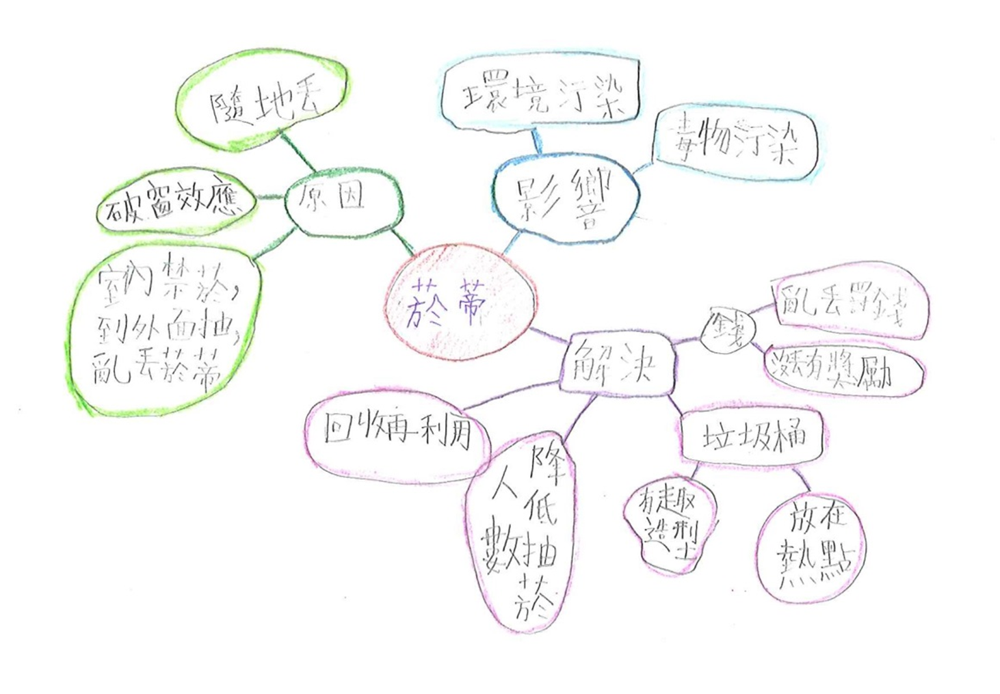 隨地丟
環境汙染
毒物汙染
破窗效應
原因
影響
室內禁菸,
到外面抽,
亂丟菸蒂
菸蒂
錢
亂丟罰錢
解決
沒丟有獎勵
回收再利用
垃圾桶
降低抽菸
人數
有趣
造型
放在
熱點